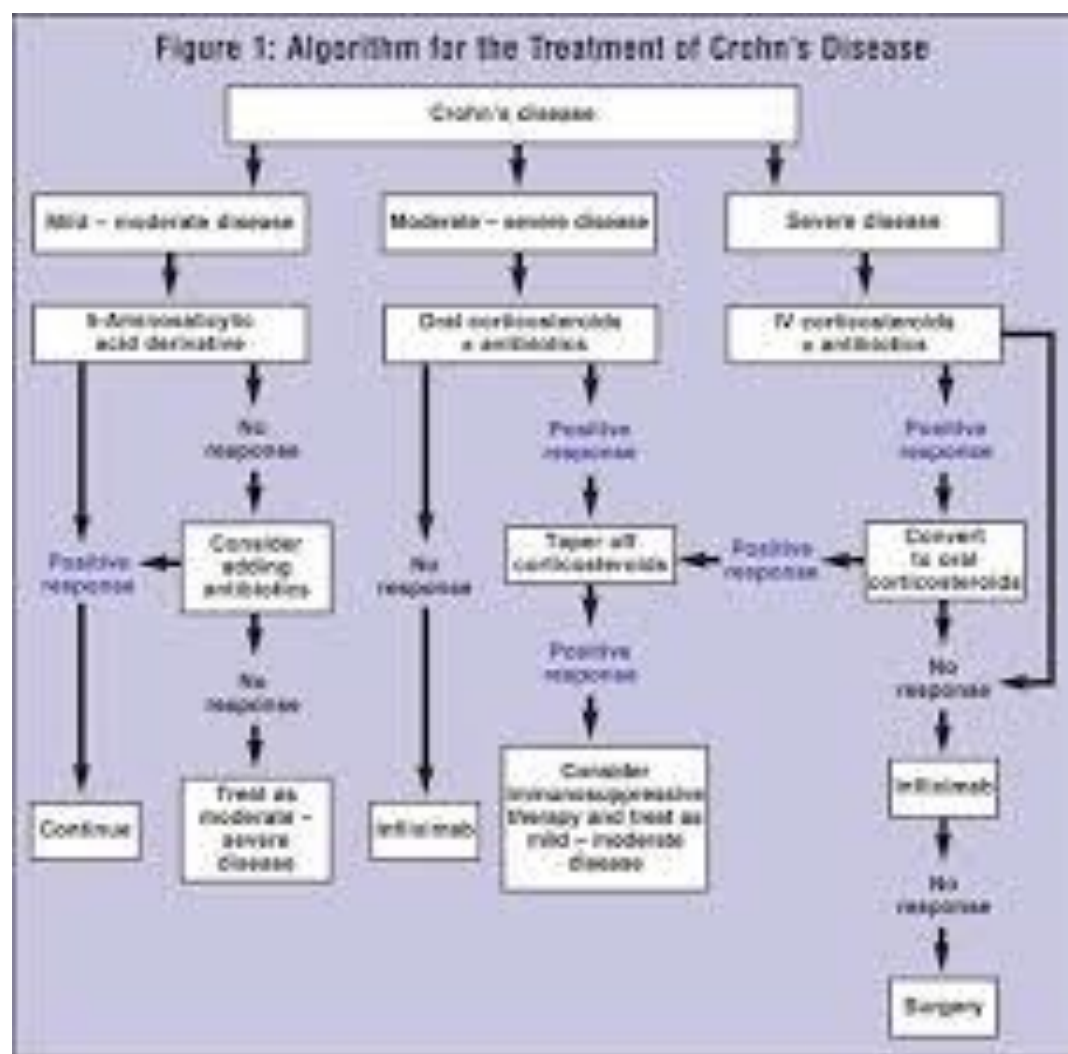 Figure 1: Algorithm for the Treatment of Crohn's Disease
Crohn's disease
Mild – moderate disease
Moderate – severe disease
Severe disease
5-Aminosalicylic
acid derivative
Oral corticosteroids
± antibiotics
IV corticosteroids
± antibiotics
No
response
Positive
response
Positive
response
Positive
response
Consider
adding
antibiotics
No
response
Taper off
corticosteroids
Positive
response
Convert
to oral
corticosteroids
No
response
Positive
response
No
response
Continue
Treat as
moderate –
severe
disease
Infliximab
Consider
immunosuppressive
therapy and treat as
mild – moderate
disease
Infliximab
No
response
Surgery